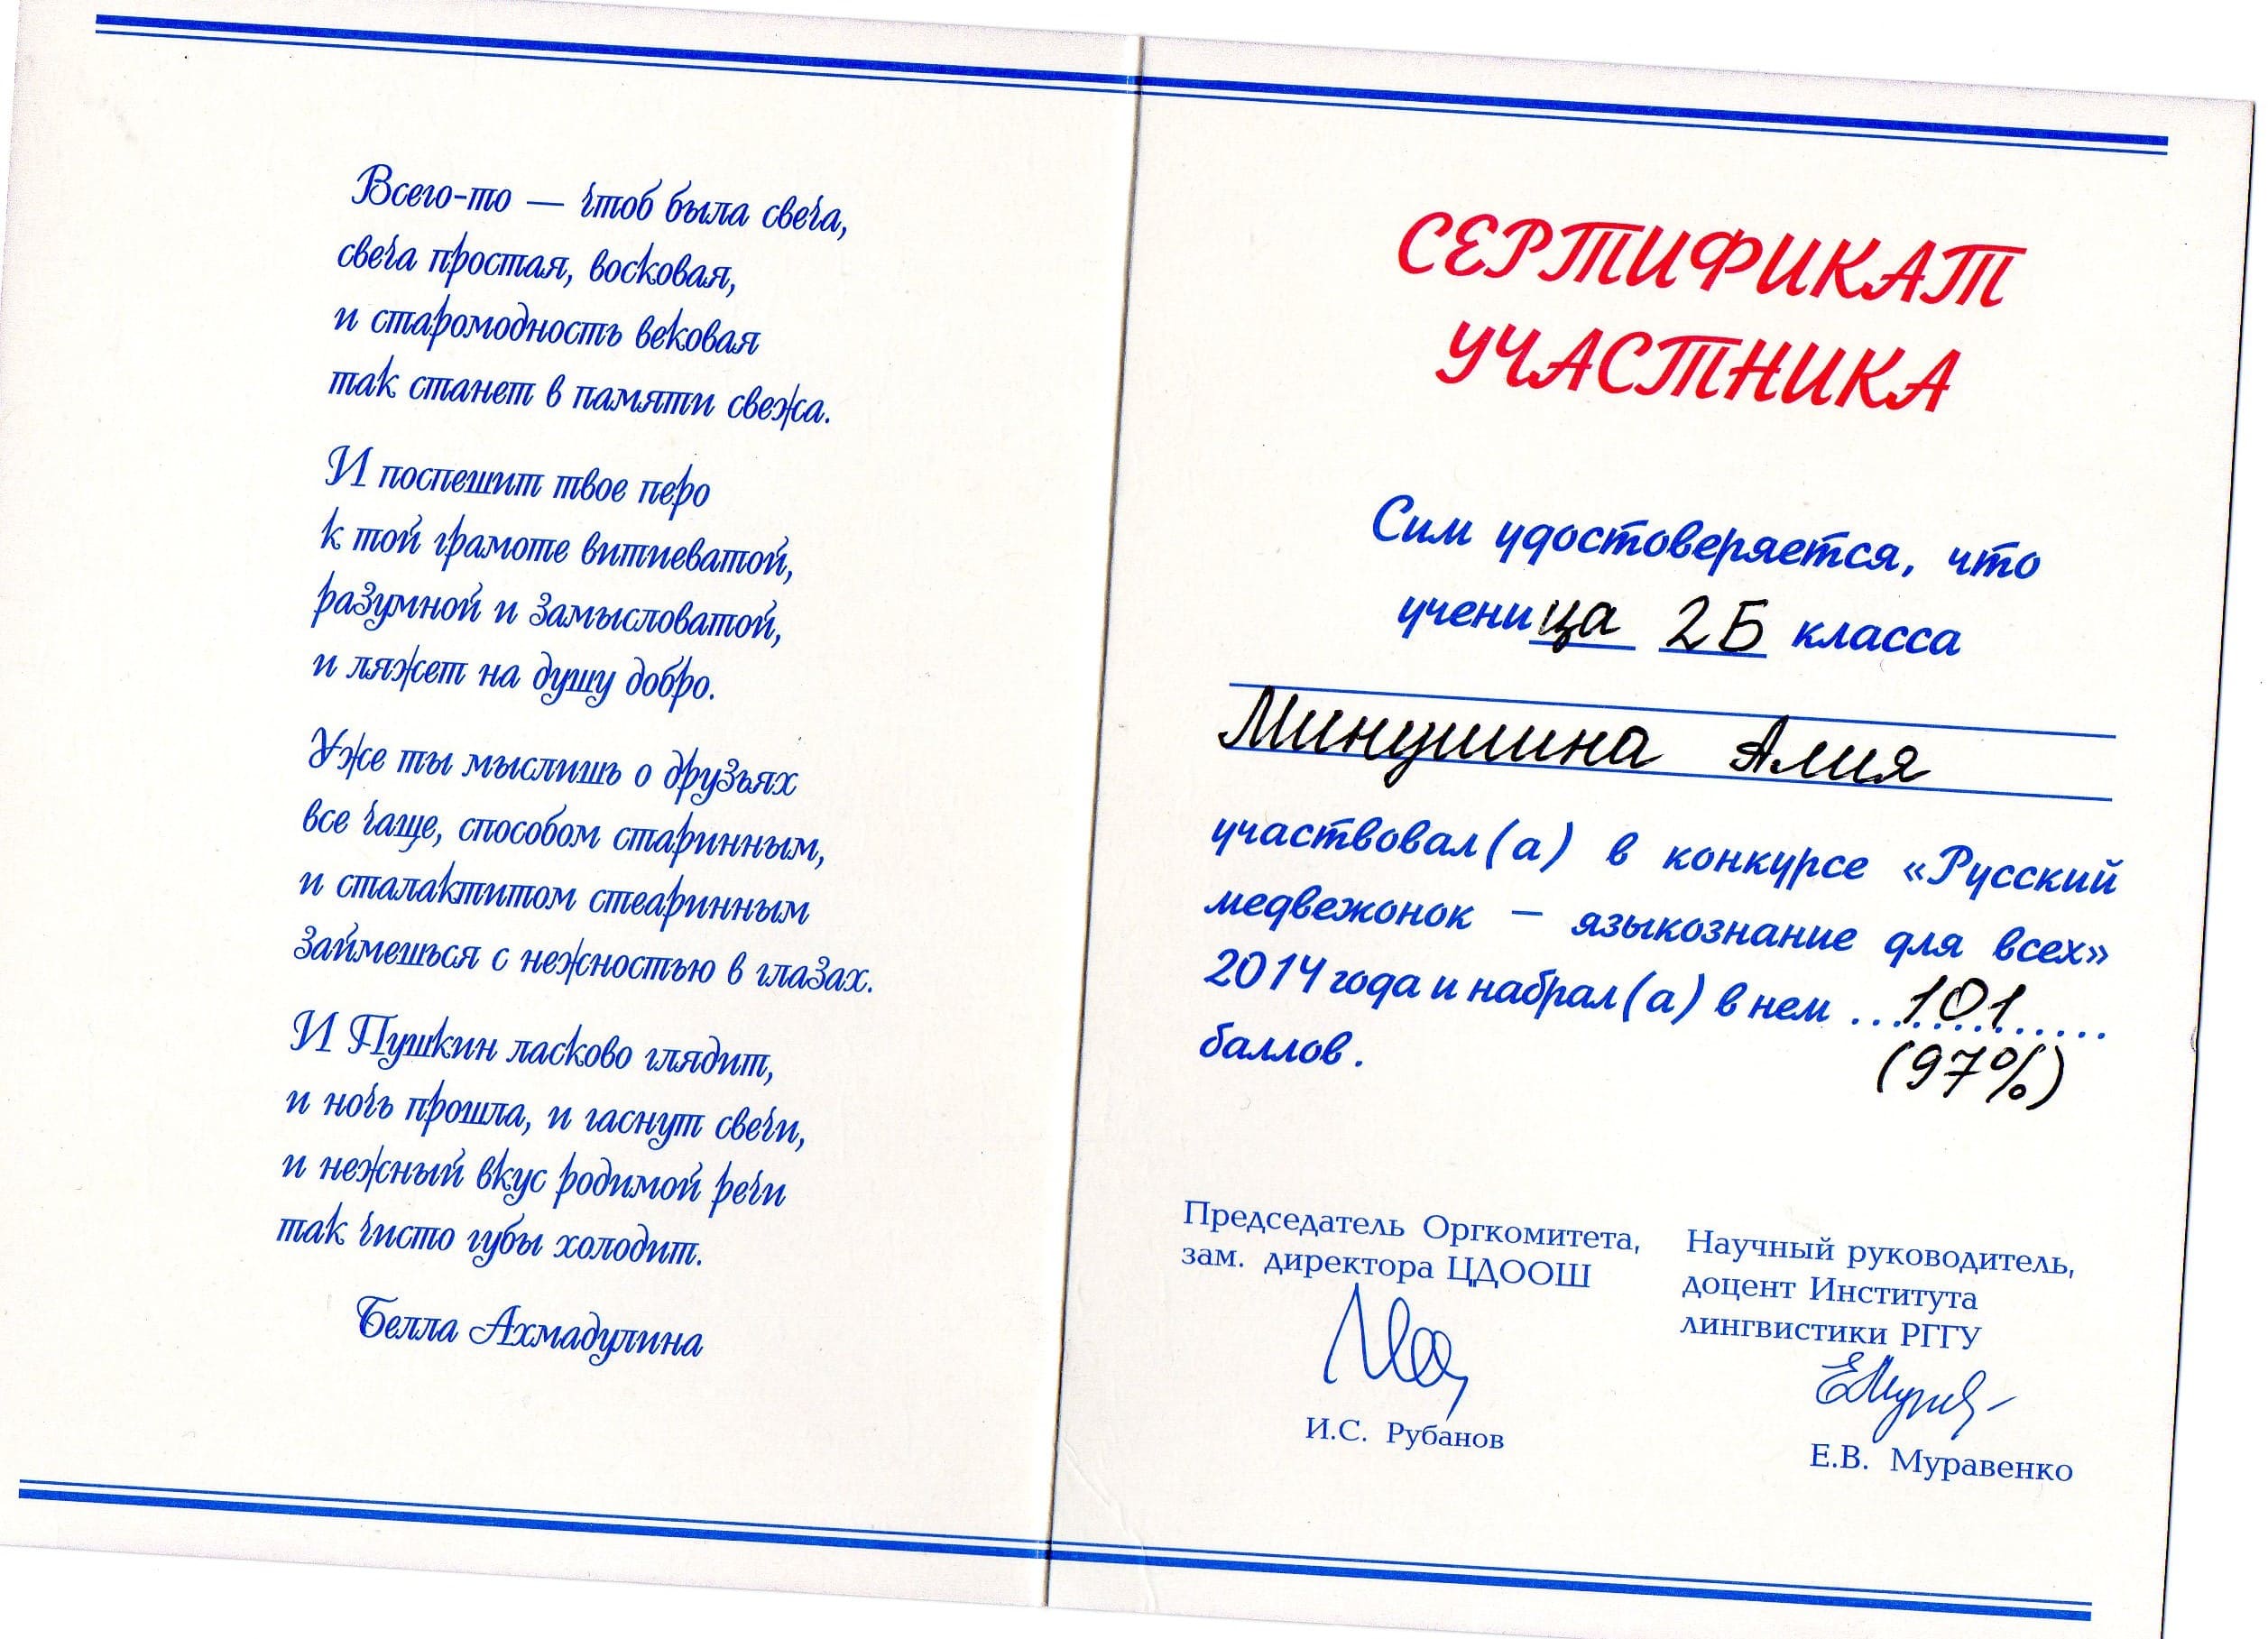 Всего-то — чтоб была свеча,
свеча простая, восковая,
и старомодность вековая
так станет в памяти свежа.
И поспешит твое перо
к той грамоте витиеватой,
разумной и замысловатой,
и ляжет на душу добро.
Уже ты мыслишь о друзьях
все чаще, способом старинным,
и сталактитом стеаринным
займешься с нежностью в глазах.
И Пушкин ласково глядит,
и ночь прошла, и гаснут свечи,
и нежный вкус родимой речи
так чисто губы холодит.
Белла Ахмадулина
СЕРТИФИКАТ
УЧАСТНИКА
Сим удостоверяется, что
ученица 2Б класса
Минушина Алия
участвовал(а) в конкурсе «Русский
медвежонок – языкознание для всех»
2014 года и набрал(а) в нем ...101...
баллов. (97%)
Председатель Оргкомитета,
зам. директора ЦДООШ
И.С. Рубанов
Научный руководитель,
доцент Института
лингвистики РГГУ
Е.В. Муравенко